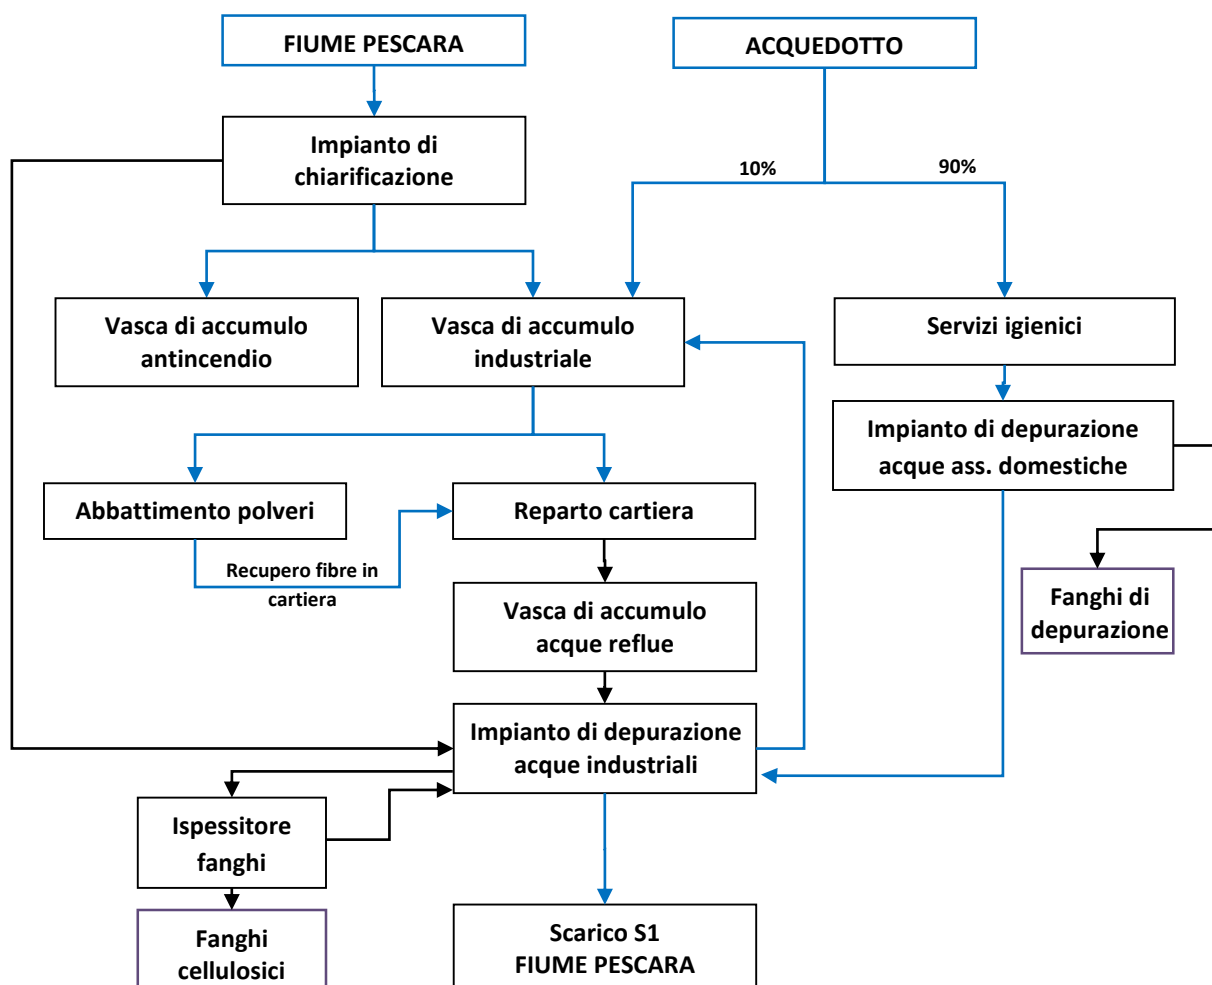 FIUME PESCARA
ACQUEDOTTO
Impianto di
chiarificazione
10%
90%
Vasca di accumulo
antincendio
Vasca di accumulo
industriale
Servizi igienici
Impianto di depurazione
acque ass. domestiche
Abbattimento polveri
Reparto cartiera
Recupero fibre in
cartiera
Vasca di accumulo
acque reflue
Fanghi di
depurazione
Impianto di depurazione
acque industriali
Ispessitore
fanghi
Fanghi
cellulosici
Scarico S1
FIUME PESCARA